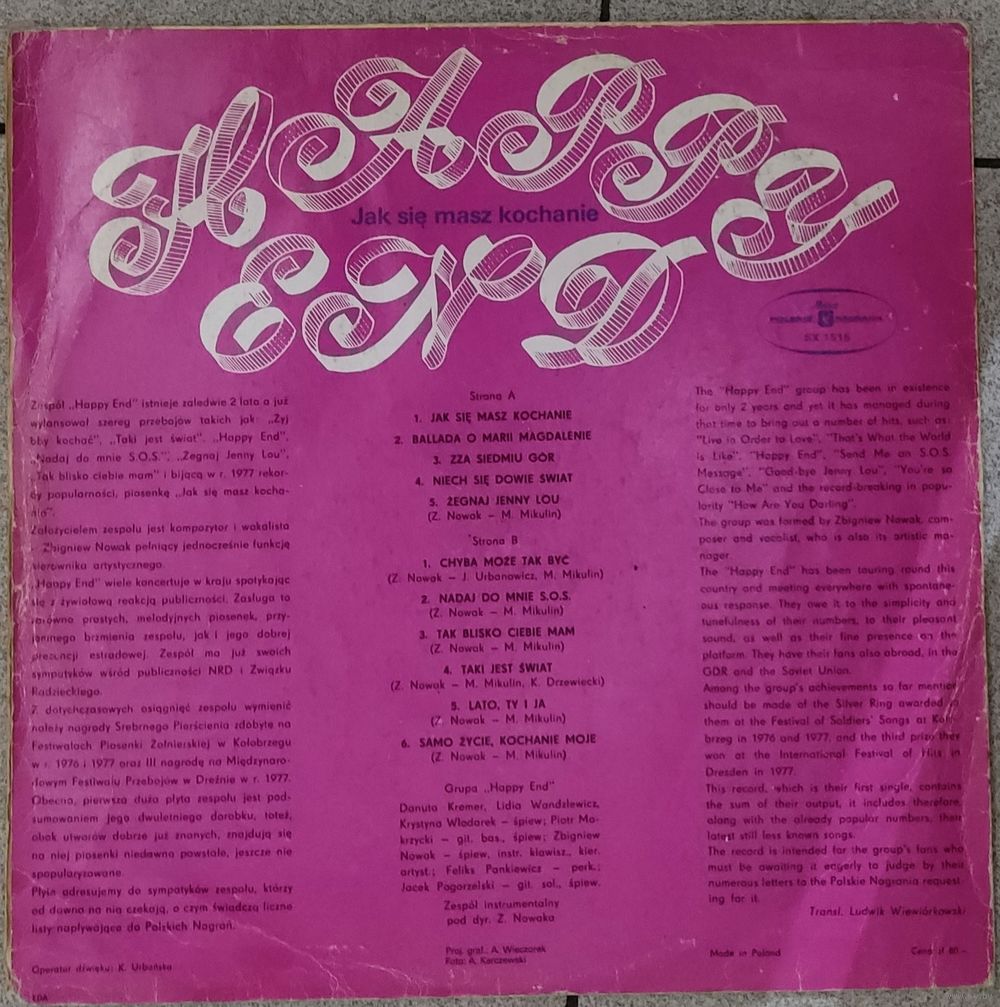 HAPPY
Jak się masz kochanie
END
Muza
POLSKIE NAGRANIA
SX 1515
Zespół „Happy End" istnieje zaledwie 2 lata a już
wylansował szereg przebojów takich jak: „Żyj
by kochać", „Taki jest świat", „Happy End",
„Nadaj do mnie S.O.S.", „Żegnaj Jenny Lou",
„Tak blisko ciebie mam" i bijącą w r. 1977 rekor-
dy popularności, piosenkę „Jak się masz kocha-
nie".
Założycielem zespołu jest kompozytor i wokalista
Zbigniew Nowak pełniący jednocześnie funkcję
kierownika artystycznego.
„Happy End" wiele koncertuje w kraju spotykając
się z żywiołową reakcją publiczności. Zasługa to
zarówno prostych, melodyjnych piosenek, przy-
jemnego brzmienia zespołu, jak i jego dobrej
prezencji estradowej. Zespół ma już swoich
sympatyków wśród publiczności NRD i Związku
Radzieckiego.
Z dotychczasowych osiągnięć zespołu wymienić
należy nagrody Srebrnego Pierścienia zdobyte na
Festiwalach Piosenki Żołnierskiej w Kołobrzegu
w r. 1976 i 1977 oraz III nagrodę na Międzynaro-
dowym Festiwalu Przebojów w Dreźnie w r. 1977.
Obecna, pierwsza duża płyta zespołu jest pod-
sumowaniem jego dwuletniego dorobku, toteż,
obok utworów dobrze już znanych, znajdują się
na niej piosenki niedawno powstałe, jeszcze nie
spopularyzowane.
Płytę adresujemy do sympatyków zespołu, którzy
od dawna na nią czekają, o czym świadczą liczne
listy napływające do Polskich Nagrań.
Operator dźwięku: K. Urbańska
LDA
Strona A
1. JAK SIĘ MASZ KOCHANIE
2. BALLADA O MARII MAGDALENIE
3. ZZA SIEDMIU GÓR
4. NIECH SIĘ DOWIE ŚWIAT
5. ŻEGNAJ JENNY LOU
(Z. Nowak – M. Mikulin)
Strona B
1. CHYBA MOŻE TAK BYĆ
(Z. Nowak – J. Urbanowicz, M. Mikulin)
2. NADAJ DO MNIE S.O.S.
(Z. Nowak – M. Mikulin)
3. TAK BLISKO CIEBIE MAM
(Z. Nowak – M. Mikulin)
4. TAKI JEST ŚWIAT
(Z. Nowak – M. Mikulin, K. Drzewiecki)
5. LATO, TY I JA
(Z. Nowak – M. Mikulin)
6. SAMO ŻYCIE, KOCHANIE MOJE
(Z. Nowak – M. Mikulin)
Grupa „Happy End"
Danuta Kremer, Lidia Wandzlewicz,
Krystyna Włodarek – śpiew; Piotr Mo-
krzycki – git. bas., śpiew; Zbigniew
Nowak – śpiew, instr. klawisz., kier.
artyst.; Feliks Pankiewicz – perk.;
Jacek Pogorzelski – git. sol., śpiew.
Zespół instrumentalny
pod dyr. Z. Nowaka
Proj. graf.: A. Wieczorek
Foto: A. Karczewski
The "Happy End" group has been in existence
for only 2 years and yet it has managed during
that time to bring out a number of hits, such as:
"Live in Order to Love", "That's What the World
is Like", "Happy End", "Send Me an S.O.S.
Message", "Good-bye Jenny Lou", "You're so
Close to Me" and the record-breaking in popu-
larity "How Are You Darling".
The group was formed by Zbigniew Nowak, com-
poser and vocalist, who is also its artistic ma-
nager.
The "Happy End" has been touring round this
country and meeting everywhere with spontane-
ous response. They owe it to the simplicity and
tunefulness of their numbers, to their pleasant
sound, as well as their fine presence on the
platform. They have their fans also abroad, in the
GDR and the Soviet Union.
Among the group's achievements so far mention
should be made of the Silver Ring awarded to
them at the Festival of Soldiers' Songs at Koło-
brzeg in 1976 and 1977, and the third prize they
won at the International Festival of Hits in
Dresden in 1977.
This record, which is their first single, contains
the sum of their output, it includes therefore,
along with the already popular numbers, their
latest still less known songs.
The record is intended for the group's fans who
must be awaiting it eagerly to judge by their
numerous letters to the Polskie Nagrania request-
ing for it.
Transl. Ludwik Wiewiórkowski
Made in Poland
Cena zł 80.–